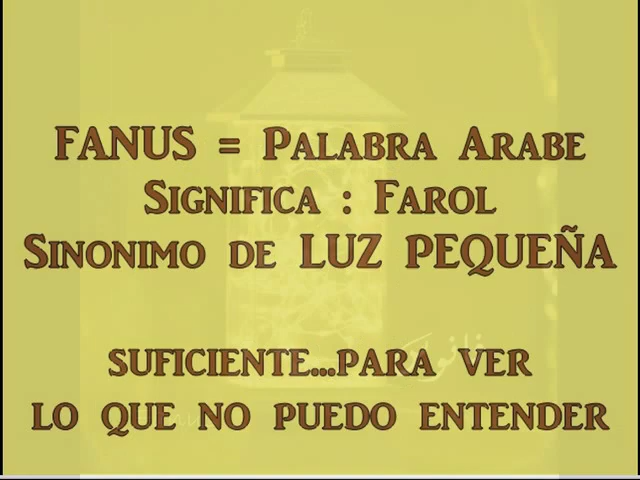 FANUS = PALABRA ARABE
SIGNIFICA : FAROL
SINONIMO DE LUZ PEQUEÑA
SUFICIENTE...PARA VER
LO QUE NO PUEDO ENTENDER